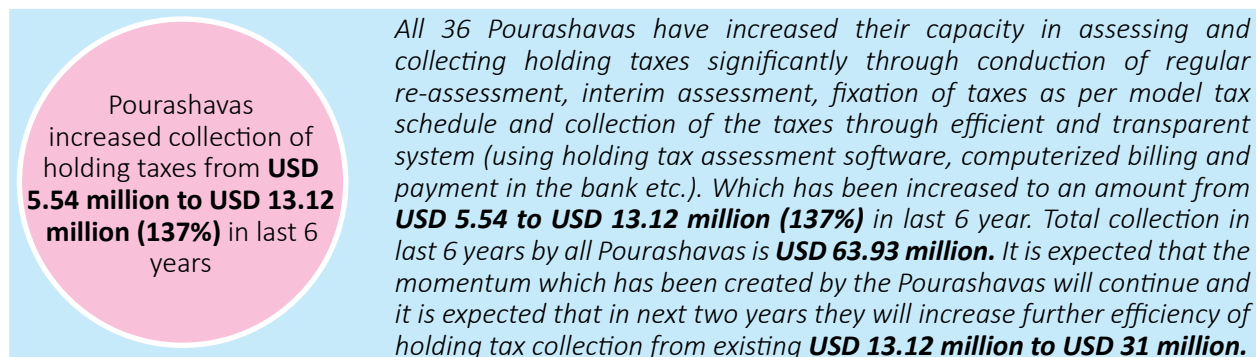 Pourashavas
increased collection of
holding taxes from USD
5.54 million to USD 13.12
million (137%) in last 6
years
All 36 Pourashavas have increased their capacity in assessing and
collecting holding taxes significantly through conduction of regular
re-assessment, interim assessment, fixation of taxes as per model tax
schedule and collection of the taxes through efficient and transparent
system (using holding tax assessment software, computerized billing and
payment in the bank etc.). Which has been increased to an amount from
USD 5.54 to USD 13.12 million (137%) in last 6 year. Total collection in
last 6 years by all Pourashavas is USD 63.93 million. It is expected that the
momentum which has been created by the Pourashavas will continue and
it is expected that in next two years they will increase further efficiency of
holding tax collection from existing USD 13.12 million to USD 31 million.